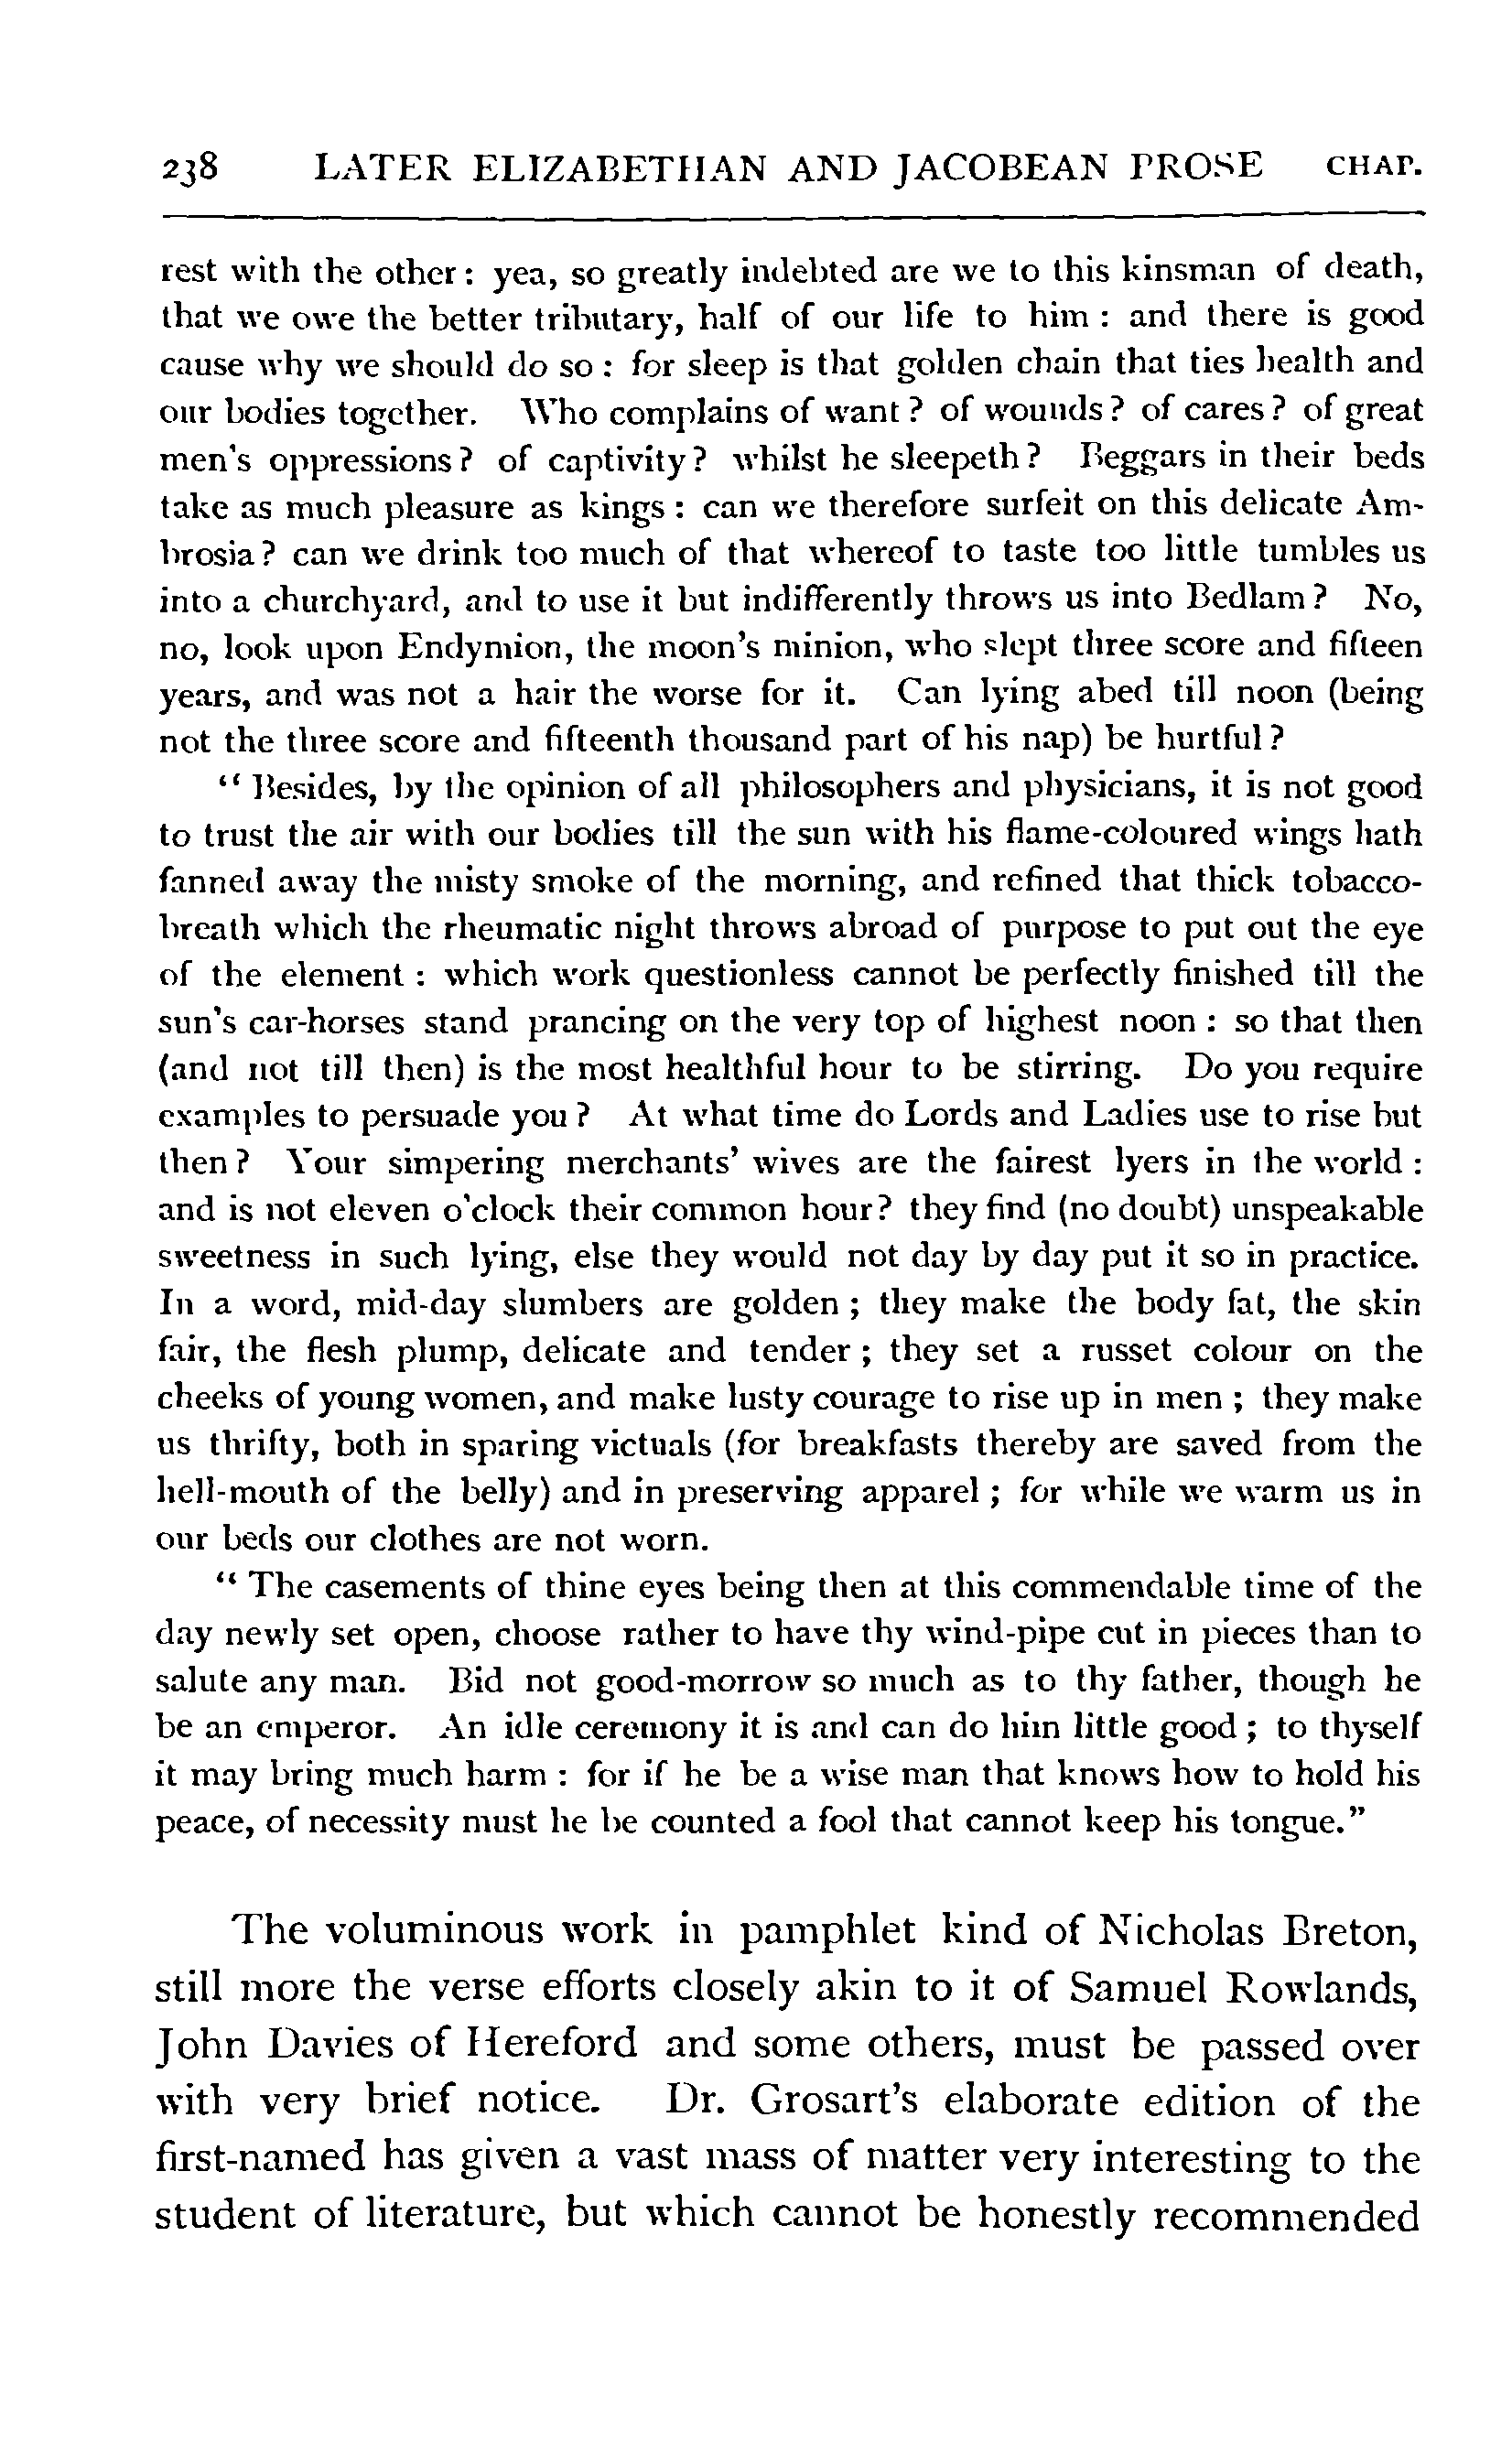 238 LATER ELIZABETHAN AND JACOBEAN PROSE CHAP.
rest with the other: yea, so greatly indebted are we to this kinsman of death,
that we owe the better tributary, half of our life to him : and there is good
cause why we should do so : for sleep is that golden chain that ties health and
our bodies together. Who complains of want ? of wounds ? of cares ? of great
men's oppressions ? of captivity ? whilst he sleepeth ? Beggars in their beds
take as much pleasure as kings : can we therefore surfeit on this delicate Am-
brosia ? can we drink too much of that whereof to taste too little tumbles us
into a churchyard, and to use it but indifferently throws us into Bedlam ? No,
no, look upon Endymion, the moon's minion, who slept three score and fifteen
years, and was not a hair the worse for it. Can lying abed till noon (being
not the three score and fifteenth thousand part of his nap) be hurtful ?
“ Besides, by the opinion of all philosophers and physicians, it is not good
to trust the air with our bodies till the sun with his flame-coloured wings hath
fanned away the misty smoke of the morning, and refined that thick tobacco-
breath which the rheumatic night throws abroad of purpose to put out the eye
of the element : which work questionless cannot be perfectly finished till the
sun's car-horses stand prancing on the very top of highest noon : so that then
(and not till then) is the most healthful hour to be stirring. Do you require
examples to persuade you ? At what time do Lords and Ladies use to rise but
then ? Your simpering merchants' wives are the fairest lyers in the world :
and is not eleven o'clock their common hour ? they find (no doubt) unspeakable
sweetness in such lying, else they would not day by day put it so in practice.
In a word, mid-day slumbers are golden ; they make the body fat, the skin
fair, the flesh plump, delicate and tender ; they set a russet colour on the
cheeks of young women, and make lusty courage to rise up in men ; they make
us thrifty, both in sparing victuals (for breakfasts thereby are saved from the
hell-mouth of the belly) and in preserving apparel ; for while we warm us in
our beds our clothes are not worn.
“ The casements of thine eyes being then at this commendable time of the
day newly set open, choose rather to have thy wind-pipe cut in pieces than to
salute any man. Bid not good-morrow so much as to thy father, though he
be an emperor. An idle ceremony it is and can do him little good ; to thyself
it may bring much harm : for if he be a wise man that knows how to hold his
peace, of necessity must he be counted a fool that cannot keep his tongue.”
The voluminous work in pamphlet kind of Nicholas Breton,
still more the verse efforts closely akin to it of Samuel Rowlands,
John Davies of Hereford and some others, must be passed over
with very brief notice. Dr. Grosart's elaborate edition of the
first-named has given a vast mass of matter very interesting to the
student of literature, but which cannot be honestly recommended